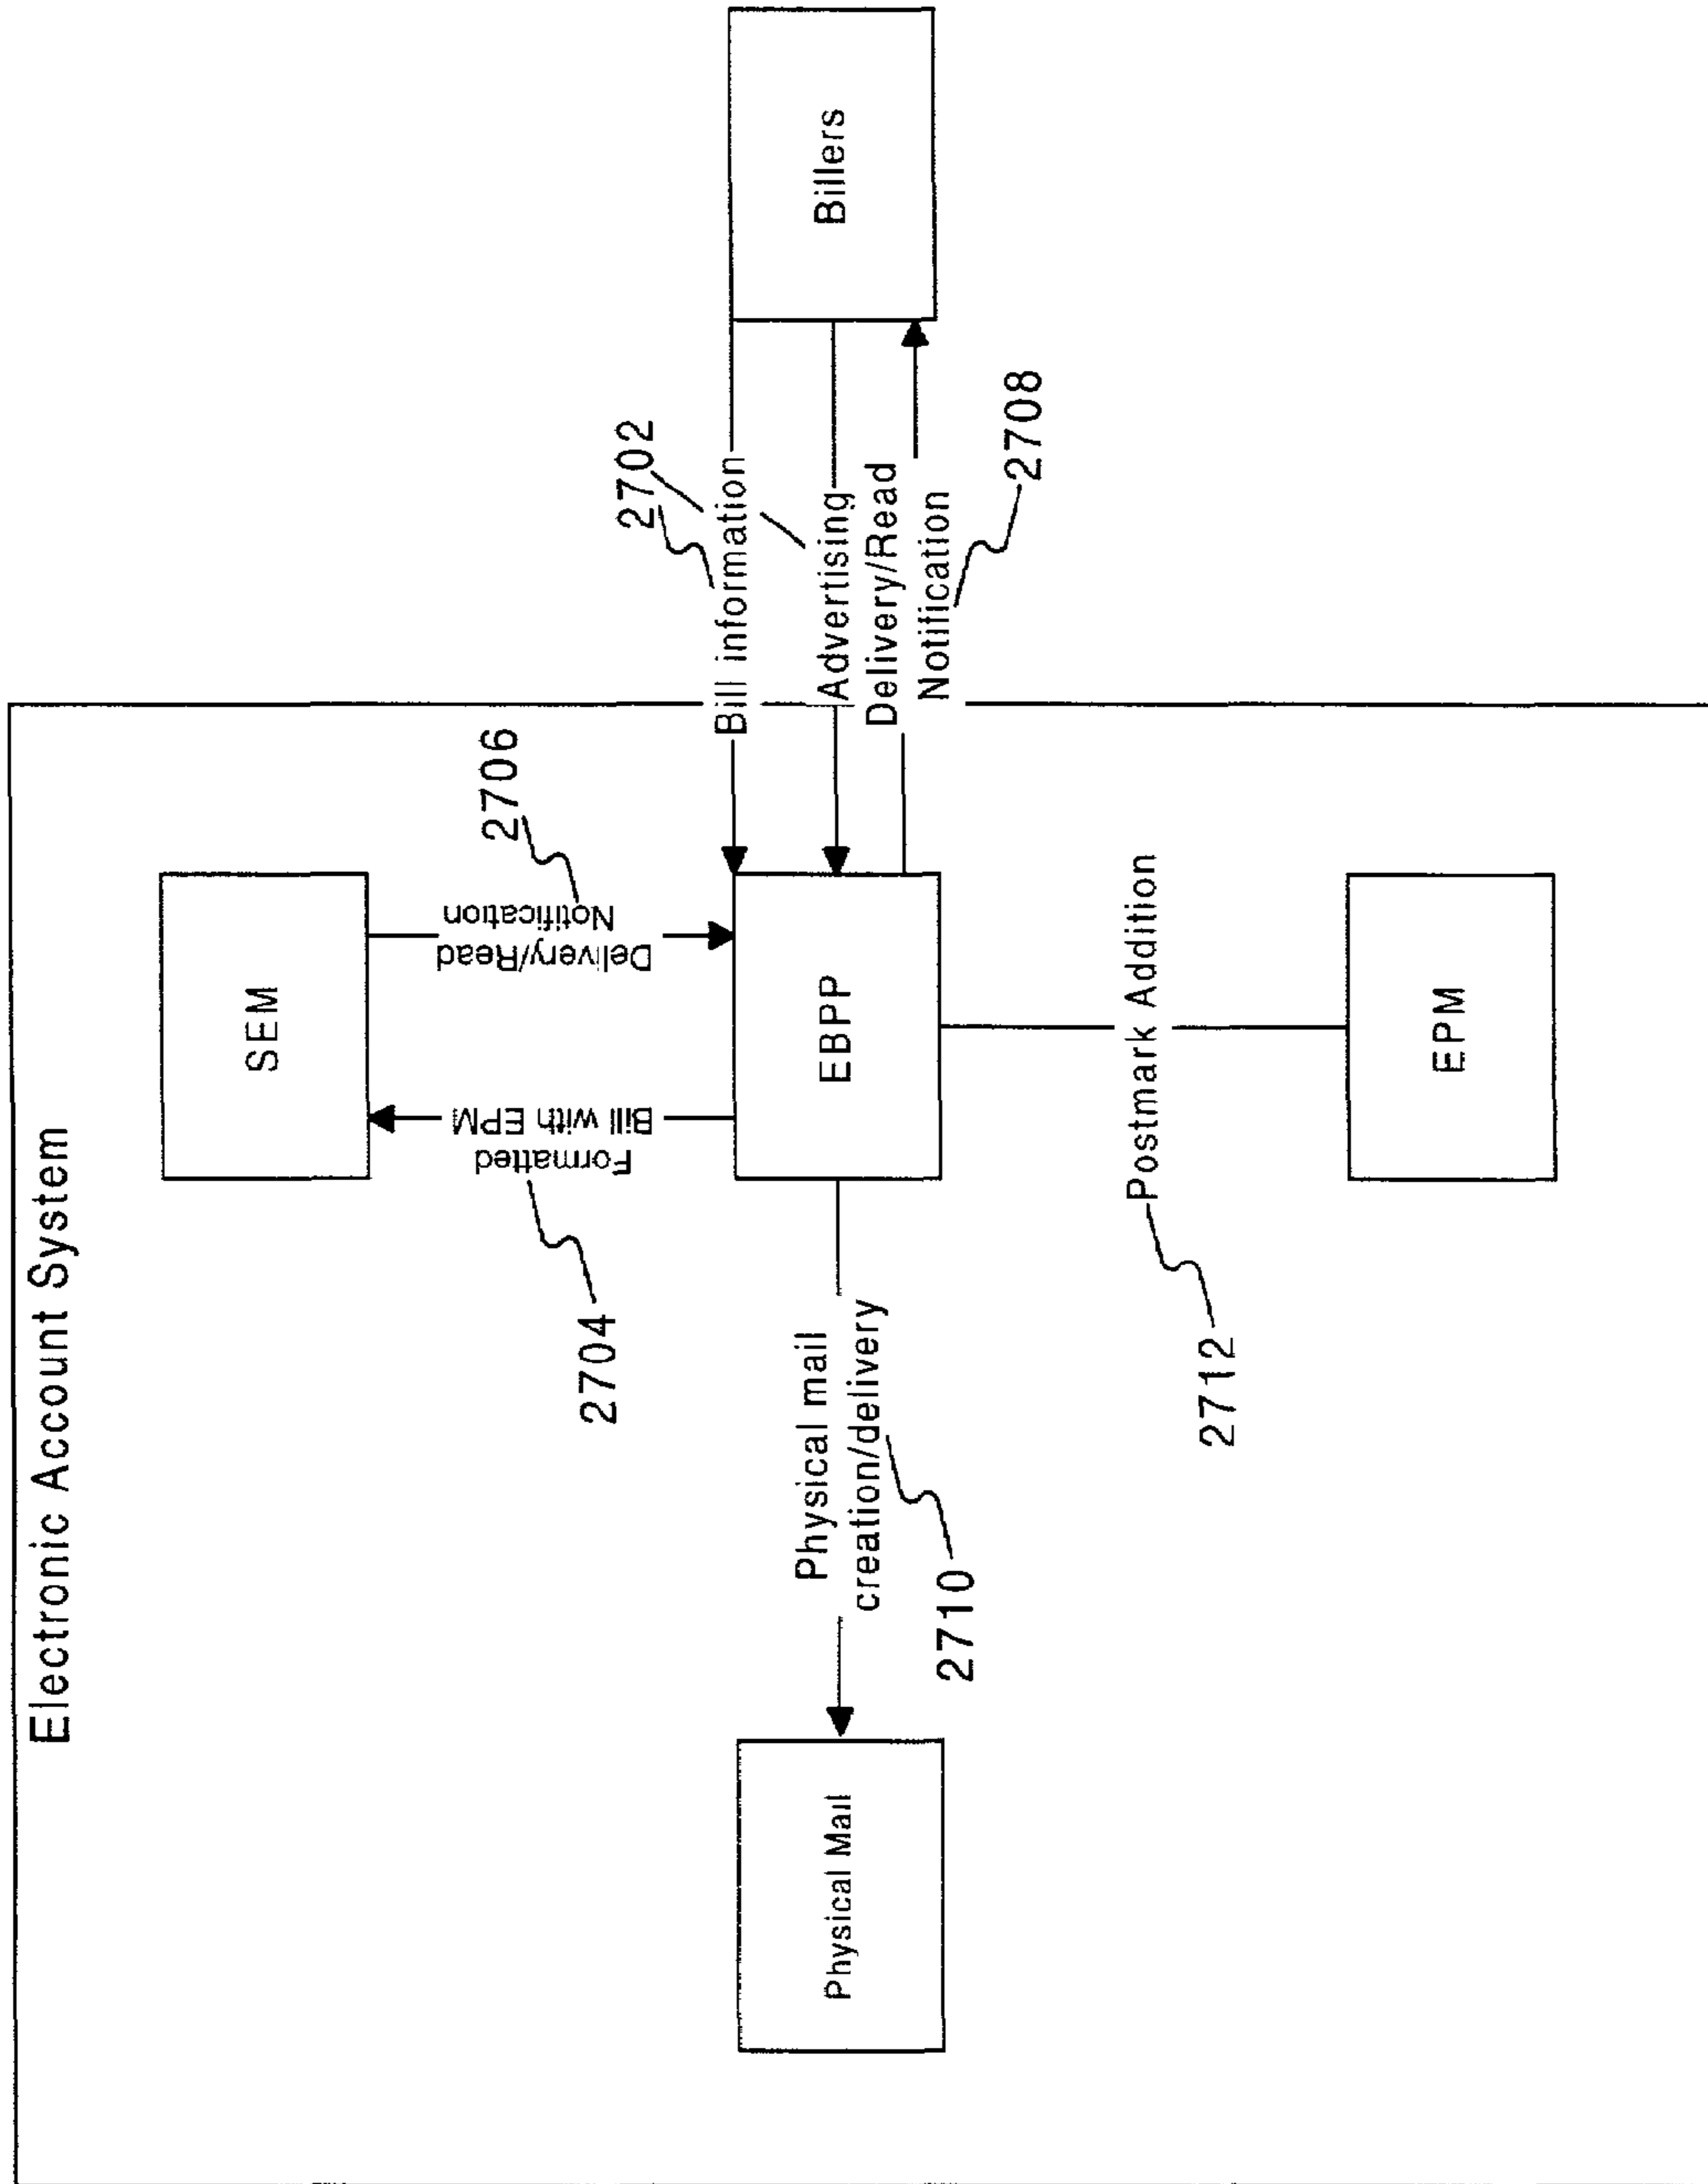 Electronic Account System
SEM
Formatted
Bill with EPM
2704
Delivery/Read
Notification
2706
Physical Mail
Physical mail
creation/delivery
2710
EBPP
Bill information
2702
Advertising
Delivery/Read
Notification
2708
Billers
Postmark Addition
2712
EPM